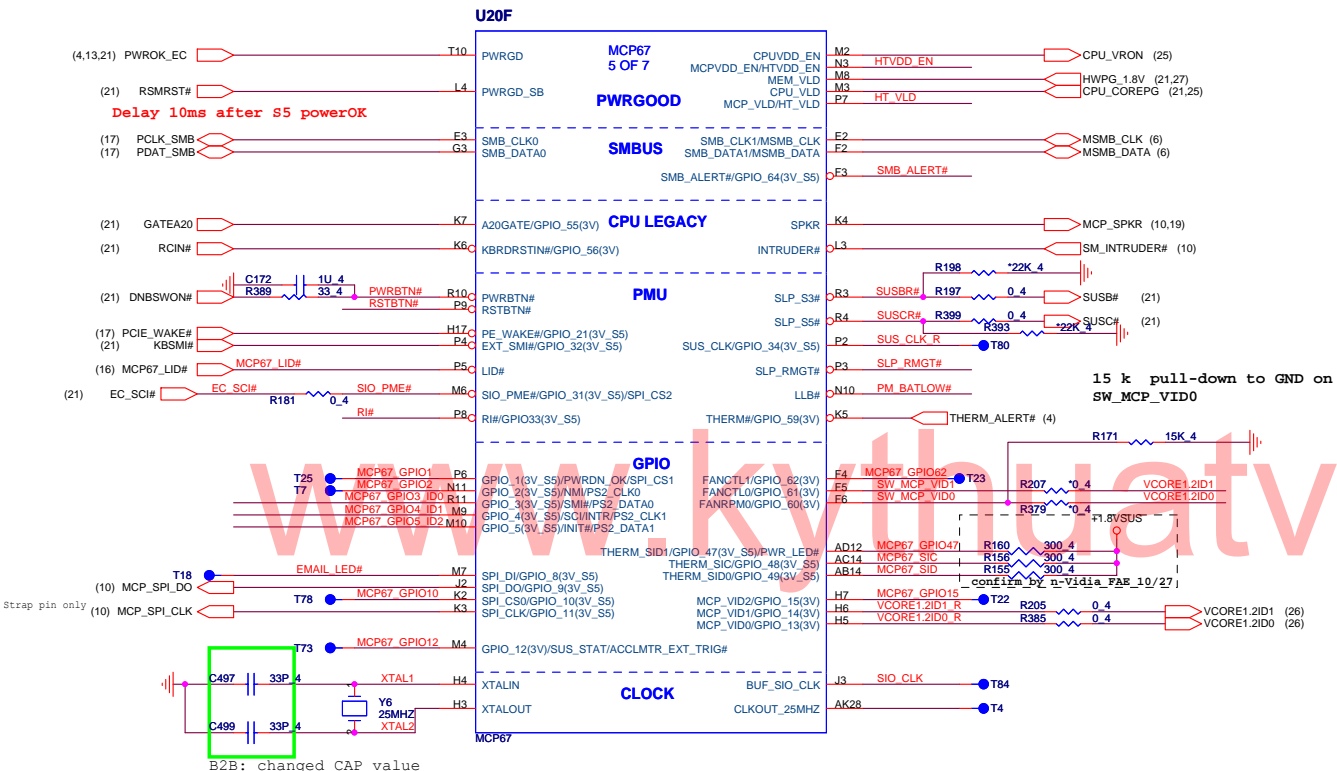 U20F
MCP67
5 OF 7
PWRGOOD
(4,13,21) PWROK_EC T10 PWRGD
CPUVDD_EN M2 CPU_VRON (25)
MCPVDD_EN/HTVDD_EN N3 HTVDD_EN
MEM_VLD M8 HWPG_1.8V (21,27)
(21) RSMRST# L4 PWRGD_SB
CPU_VLD M3 CPU_COREPG (21,25)
MCP_VLD/HT_VLD P7 HT_VLD
Delay 10ms after S5 powerOK
SMBUS
(17) PCLK_SMB E3 SMB_CLK0
SMB_CLK1/MSMB_CLK E2 MSMB_CLK (6)
(17) PDAT_SMB G3 SMB_DATA0
SMB_DATA1/MSMB_DATA F2 MSMB_DATA (6)
SMB_ALERT#/GPIO_64(3V_S5) F3 SMB_ALERT#
CPU LEGACY
(21) GATEA20 K7 A20GATE/GPIO_55(3V)
SPKR K4 MCP_SPKR (10,19)
(21) RCIN# K6 KBRDRSTIN#/GPIO_56(3V)
INTRUDER# L3 SM_INTRUDER# (10)
PMU
C172 1U_4
R198 *22K_4
(21) DNBSWON# R389 33_4 PWRBTN# R10 PWRBTN#
SLP_S3# R3 SUSBR# R197 0_4 SUSB# (21)
RSTBTN# P9 RSTBTN#
SLP_S5# R4 SUSCR# R399 0_4 SUSC# (21)
R393 *22K_4
(17) PCIE_WAKE# H17 PE_WAKE#/GPIO_21(3V_S5)
(21) KBSMI# P4 EXT_SMI#/GPIO_32(3V_S5)
SUS_CLK/GPIO_34(3V_S5) P2 SUS_CLK_R T80
(16) MCP67_LID# MCP67_LID# P5 LID#
SLP_RMGT# P3 SLP_RMGT#
(21) EC_SCI# EC_SCI# R181 0_4 SIO_PME# M6 SIO_PME#/GPIO_31(3V_S5)/SPI_CS2
LLB# N10 PM_BATLOW#
RI# P8 RI#/GPIO33(3V_S5)
THERM#/GPIO_59(3V) K5 THERM_ALERT# (4)
15 k pull-down to GND on
SW_MCP_VID0
R171 15K_4
GPIO
T25 MCP67_GPIO1 P6 GPIO_1(3V_S5)/PWRDN_OK/SPI_CS1
FANCTL1/GPIO_62(3V) F4 MCP67_GPIO62 T23
T7 MCP67_GPIO2 N11 GPIO_2(3V_S5)/NMI/PS2_CLK0
FANCTL0/GPIO_61(3V) F5 SW_MCP_VID1 R207 *0_4 VCORE1.2ID1
MCP67_GPIO3_ID0 R11 GPIO_3(3V_S5)/SMI#/PS2_DATA0
FANRPM0/GPIO_60(3V) F6 SW_MCP_VID0 R379 *0_4 VCORE1.2ID0
MCP67_GPIO4_ID1 M9 GPIO_4(3V_S5)/SCI/INTR/PS2_CLK1
MCP67_GPIO5_ID2 M10 GPIO_5(3V_S5)/INIT#/PS2_DATA1
+1.8VSUS
THERM_SID1/GPIO_47(3V_S5)/PWR_LED# AD12 MCP67_GPIO47 R160 300_4
THERM_SIC/GPIO_48(3V_S5) AC14 MCP67_SIC R156 300_4
THERM_SID0/GPIO_49(3V_S5) AB14 MCP67_SID R155 300_4
confirm by n-Vidia FAE 10/27
T18 EMAIL_LED# M7 SPI_DI/GPIO_8(3V_S5)
(10) MCP_SPI_DO J2 SPI_DO/GPIO_9(3V_S5)
T78 MCP67_GPIO10 K2 SPI_CS0/GPIO_10(3V_S5)
MCP_VID2/GPIO_15(3V) H7 MCP67_GPIO15 T22
Strap pin only (10) MCP_SPI_CLK K3 SPI_CLK/GPIO_11(3V_S5)
MCP_VID1/GPIO_14(3V) H6 VCORE1.2ID1_R R205 0_4 VCORE1.2ID1 (26)
MCP_VID0/GPIO_13(3V) H5 VCORE1.2ID0_R R385 0_4 VCORE1.2ID0 (26)
T73 MCP67_GPIO12 M4 GPIO_12(3V)/SUS_STAT/ACCLMTR_EXT_TRIG#
CLOCK
C497 33P_4 XTAL1 H4 XTALIN
BUF_SIO_CLK J3 SIO_CLK T84
Y6
25MHZ
1
2
C499 33P_4 XTAL2 H3 XTALOUT
CLKOUT_25MHZ AK28 T4
MCP67
B2B: changed CAP value
www.kythuatv